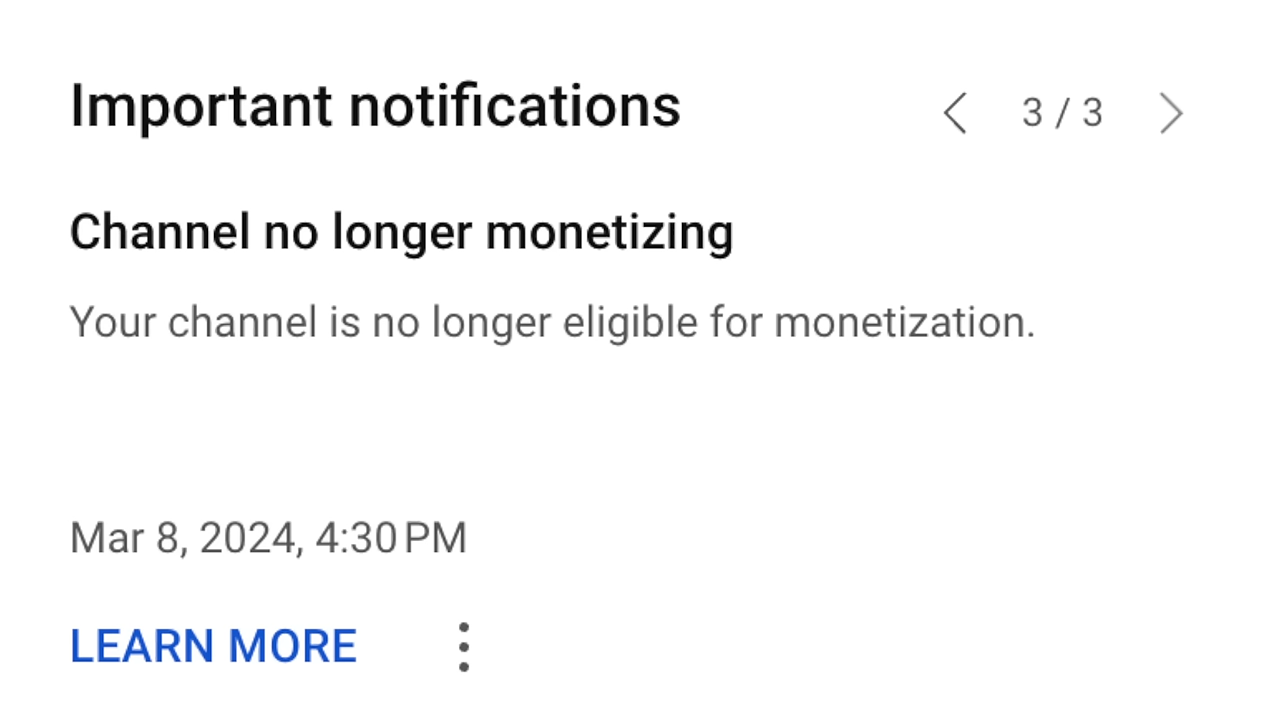 Important notifications
3 / 3
Channel no longer monetizing
Your channel is no longer eligible for monetization.
Mar 8, 2024, 4:30 PM
LEARN MORE